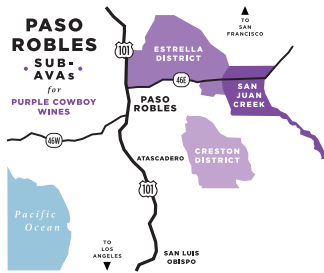 PASO
ROBLES
• SUB- •
AVAs
for
PURPLE COWBOY
WINES
101
ESTRELLA
DISTRICT
TO
SAN
FRANCISCO
46E
SAN
JUAN
CREEK
PASO
ROBLES
46W
CRESTON
DISTRICT
ATASCADERO
101
Pacific
Ocean
TO
LOS
ANGELES
SAN LUIS
OBISPO